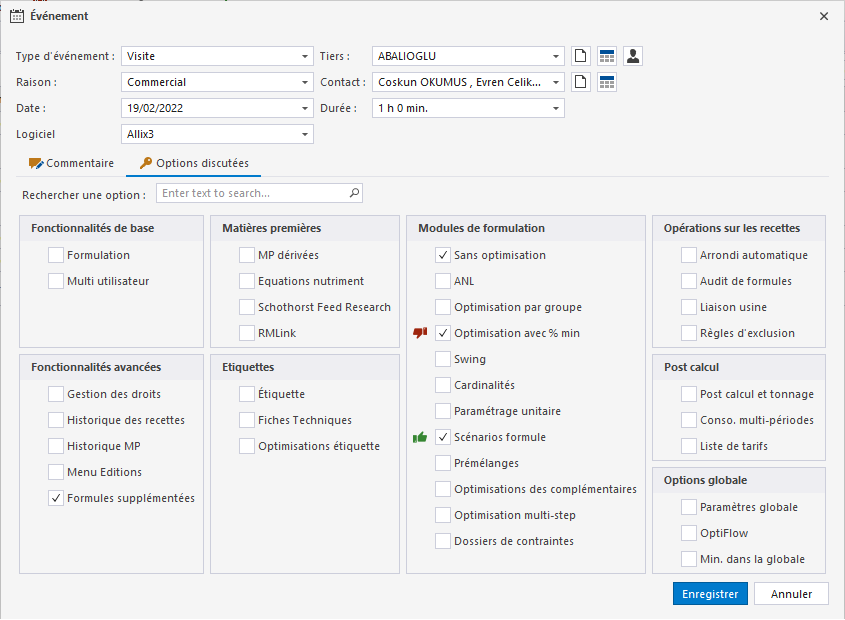 Événement
Type d'événement : Visite Tiers : ABALIOGLU
Raison : Commercial Contact : Coskun OKUMUS , Evren Celik...
Date : 19/02/2022 Durée : 1 h 0 min.
Logiciel Allix3
Commentaire Options discutées
Rechercher une option : Enter text to search...
Fonctionnalités de base
Formulation
Multi utilisateur
Matières premières
MP dérivées
Equations nutriment
Schothorst Feed Research
RMLink
Modules de formulation
Sans optimisation
ANL
Optimisation par groupe
Optimisation avec % min
Swing
Cardinalités
Paramétrage unitaire
Scénarios formule
Prémélanges
Optimisations des complémentaires
Optimisation multi-step
Dossiers de contraintes
Opérations sur les recettes
Arrondi automatique
Audit de formules
Liaison usine
Règles d'exclusion
Fonctionnalités avancées
Gestion des droits
Historique des recettes
Historique MP
Menu Editions
Formules supplémentées
Etiquettes
Étiquette
Fiches Techniques
Optimisations étiquette
Post calcul
Post calcul et tonnage
Conso. multi-périodes
Liste de tarifs
Options globale
Paramètres globale
OptiFlow
Min. dans la globale
Enregistrer Annuler